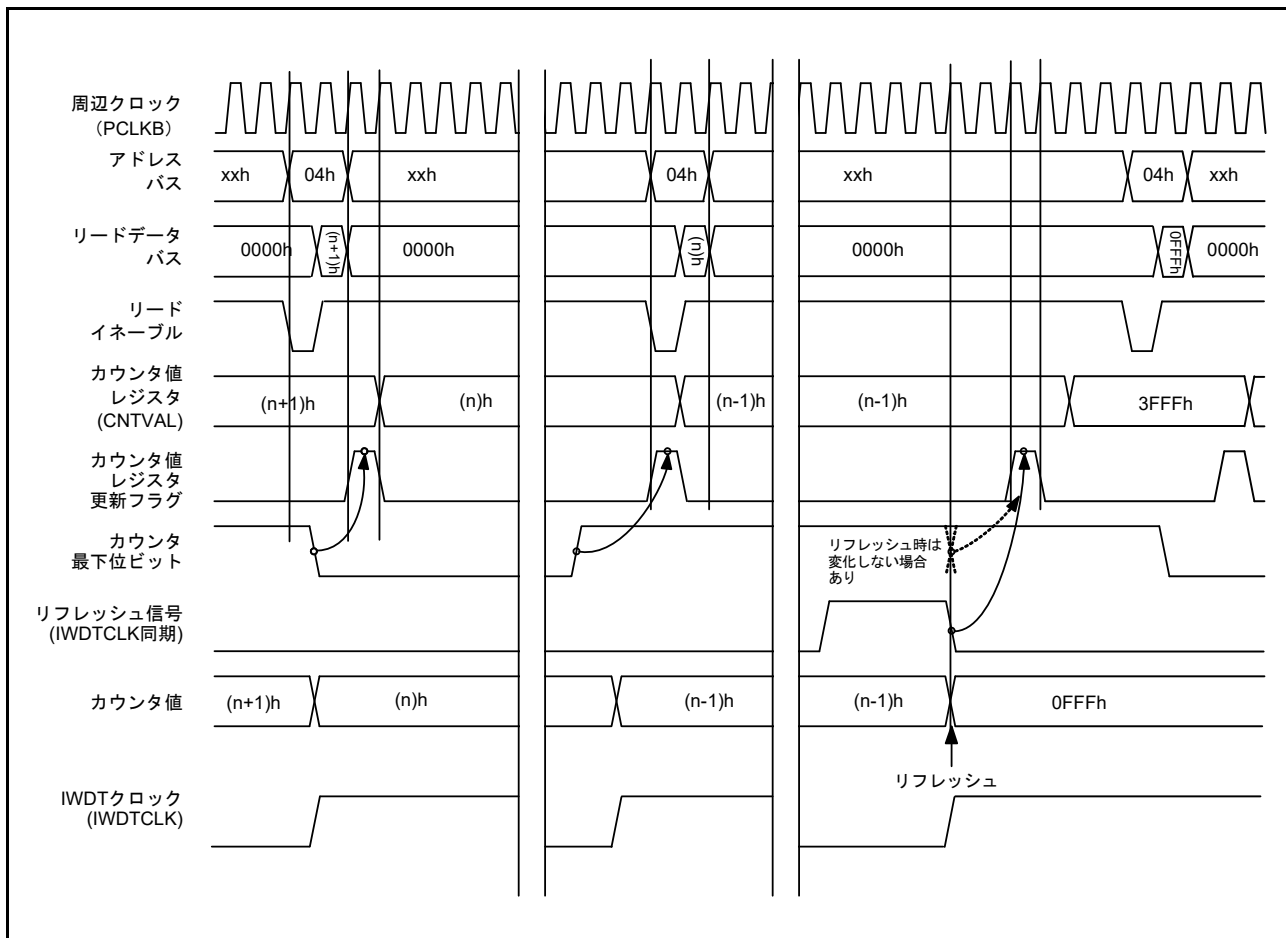 周辺クロック
(PCLKB)
アドレス
バス
xxh
04h
xxh
04h
xxh
04h
xxh
リードデータ
バス
0000h
(n+1)h
0000h
(n)h
0000h
0FFFh
0000h
リード
イネーブル
カウンタ値
レジスタ
(CNTVAL)
(n+1)h
(n)h
(n-1)h
(n-1)h
3FFFh
カウンタ値
レジスタ
更新フラグ
カウンタ
最下位ビット
リフレッシュ時は
変化しない場合
あり
リフレッシュ信号
(IWDTCLK同期)
カウンタ値
(n+1)h
(n)h
(n-1)h
(n-1)h
0FFFh
リフレッシュ
IWDTクロック
(IWDTCLK)